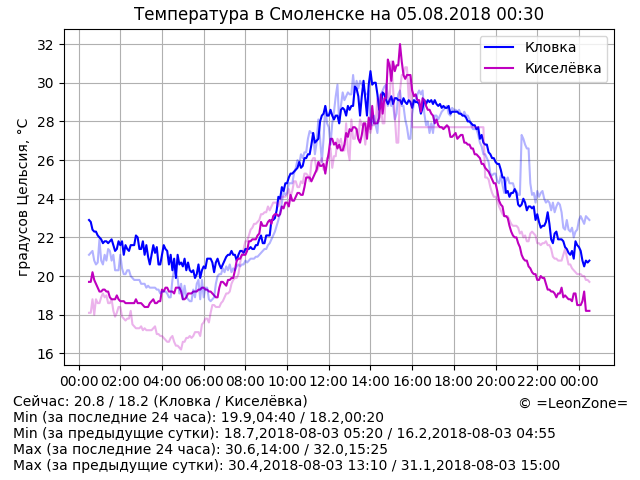 Температура в Смоленске на 05.08.2018 00:30
Кловка
Киселёвка
градусов Цельсия, °C
32
30
28
26
24
22
20
18
16
00:00 02:00 04:00 06:00 08:00 10:00 12:00 14:00 16:00 18:00 20:00 22:00 00:00
Сейчас: 20.8 / 18.2 (Кловка / Киселёвка)
© =LeonZone=
Min (за последние 24 часа): 19.9,04:40 / 18.2,00:20
Min (за предыдущие сутки): 18.7,2018-08-03 05:20 / 16.2,2018-08-03 04:55
Max (за последние 24 часа): 30.6,14:00 / 32.0,15:25
Max (за предыдущие сутки): 30.4,2018-08-03 13:10 / 31.1,2018-08-03 15:00